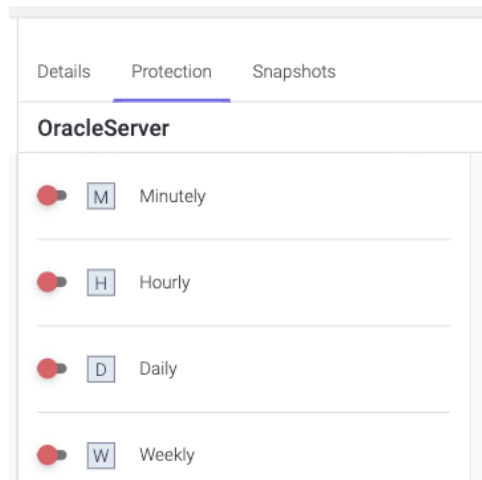 Details Protection Snapshots
OracleServer
M Minutely
H Hourly
D Daily
W Weekly